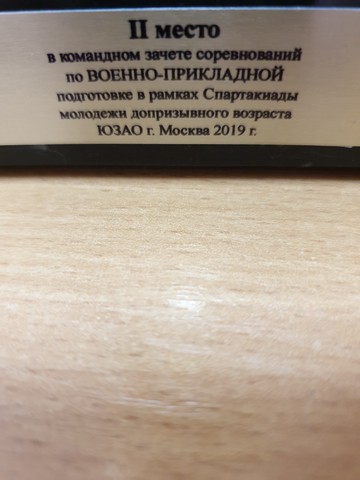 II место
в командном зачете соревнований
по ВОЕННО-ПРИКЛАДНОЙ
подготовке в рамках Спартакиады
молодежи допризывного возраста
ЮЗАО г. Москва 2019 г.